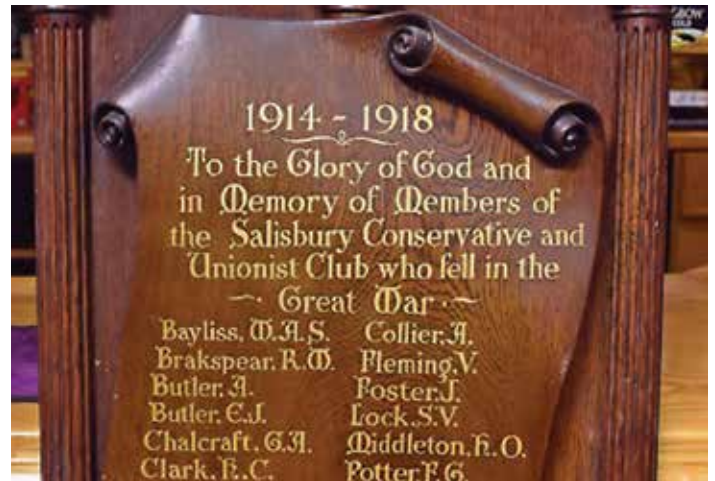 1914 - 1918
To the Glory of God and
in Memory of Members of
the Salisbury Conservative and
Unionist Club who fell in the
Great War
Bayliss, W.A.S. Collier, A.
Brakspear, R.W. Fleming, V.
Butler, A. Foster, J.
Butler, E.J. Lock, S.V.
Chalcraft, G.A. Middleton, H.O.
Clark, H.C. Potter, F.G.